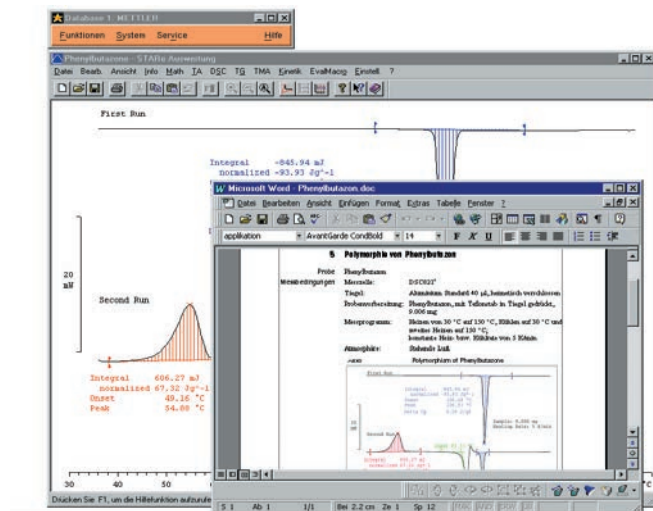 Database 1: METTLER
Funktionen System Service Hilfe
Phenylbutazone - STARe Auswertung
Datei Bearb. Ansicht Info Math TA DSC TG TMA Kinetik EvalMacro Einstell. ?
First Run
Integral -845.94 mJ
normalized -93.93 Jg^-1
20
mW
Second Run
Integral 606.27 mJ
normalized 67.32 Jg^-1
Onset 49.16 °C
Peak 54.88 °C
30 40 50 60 °C
Drücken Sie F1, um die Hilfefunktion aufzurufe
Microsoft Word - Phenylbutazon.doc
Datei Bearbeiten Ansicht Einfügen Format Extras Tabelle Fenster ?
applikation AvantGarde CondBold 14 F K U
5 Polymorphie von Phenylbutazon
Probe Phenylbutazon
Messbedingungen Messzelle: DSC821e
Tiegel: Aluminium Standard 40 µl, hermetisch verschlossen
Probenvorbereitung: Phenylbutazon, mit Teflonstab in Tiegel gedrückt,
9.006 mg
Messprogramm: Heizen von 30 °C auf 150 °C, Kühlen auf 30 °C und
zweites Heizen auf 150 °C;
konstante Heiz- bzw. Kühlrate von 5 K/min
Atmosphäre: Stehende Luft
Polymorphism of Phenylbutazone
First Run
Second Run
S 1 Ab 1 1/1 Bei 2.2 cm Ze 1 Sp 12